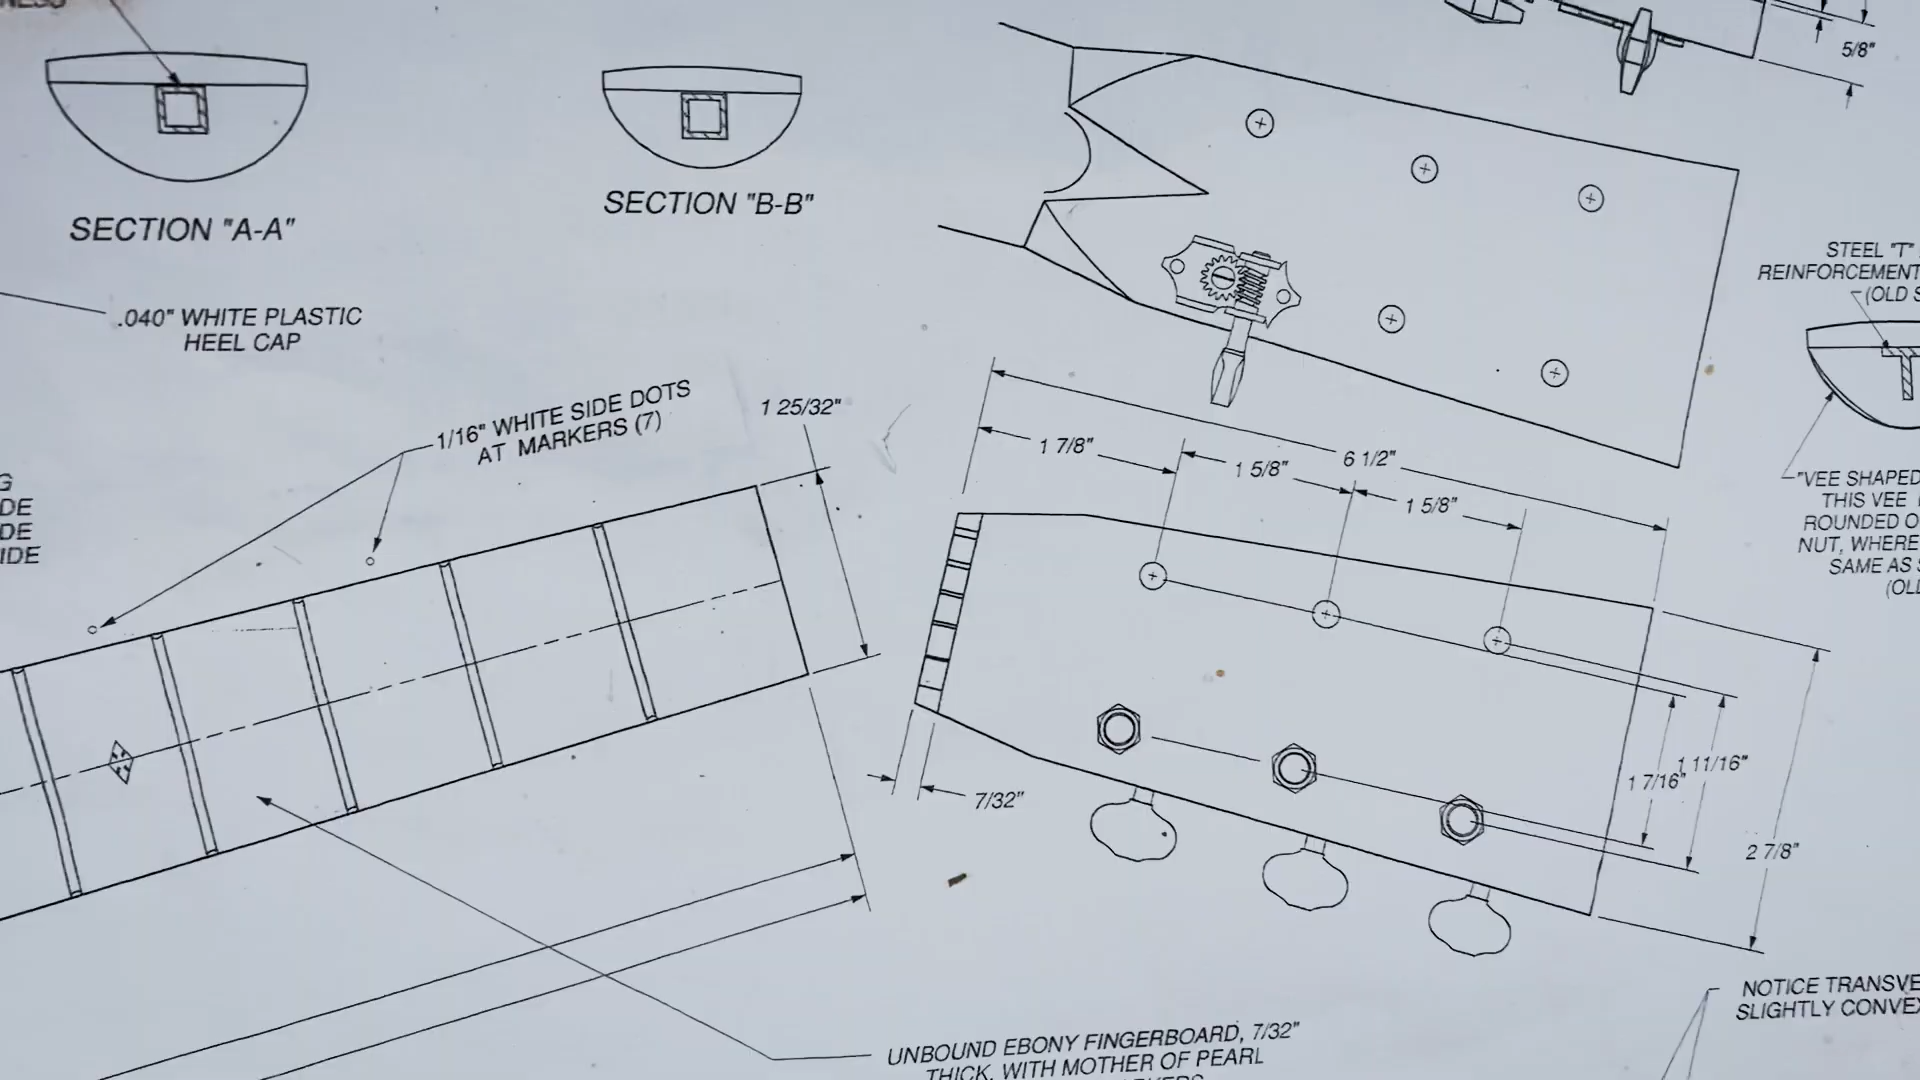 5/8"
SECTION "A-A"
SECTION "B-B"
.040" WHITE PLASTIC
HEEL CAP
STEEL "T"
REINFORCEMENT
(OLD
1/16" WHITE SIDE DOTS
AT MARKERS (7)
1 25/32"
1 7/8"
1 5/8"
6 1/2"
1 5/8"
"VEE SHAPED
THIS VEE
ROUNDED
NUT, WHERE
SAME AS
7/32"
1 7/16"
1 11/16"
2 7/8"
NOTICE
SLIGHTLY
UNBOUND EBONY FINGERBOARD, 7/32"
THICK, WITH MOTHER OF PEARL